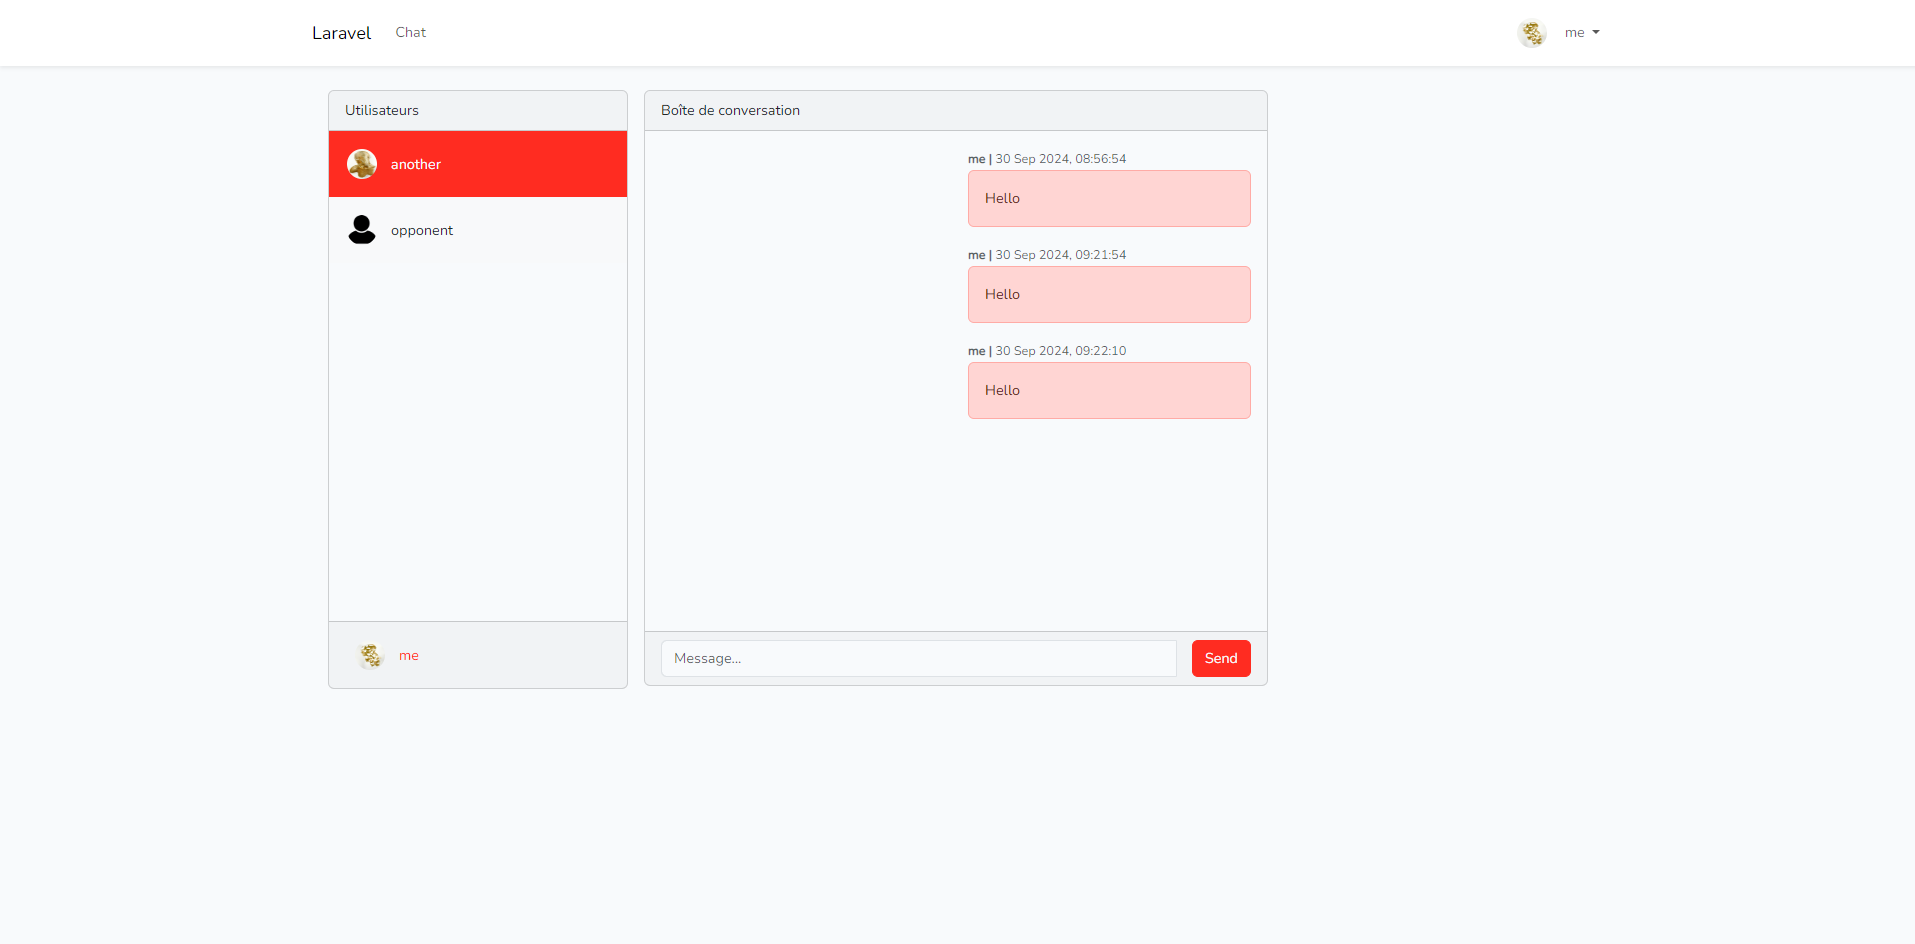 Laravel Chat me
Utilisateurs
another
opponent
me
Boîte de conversation
me | 30 Sep 2024, 08:56:54
Hello
me | 30 Sep 2024, 09:21:54
Hello
me | 30 Sep 2024, 09:22:10
Hello
Message...
Send